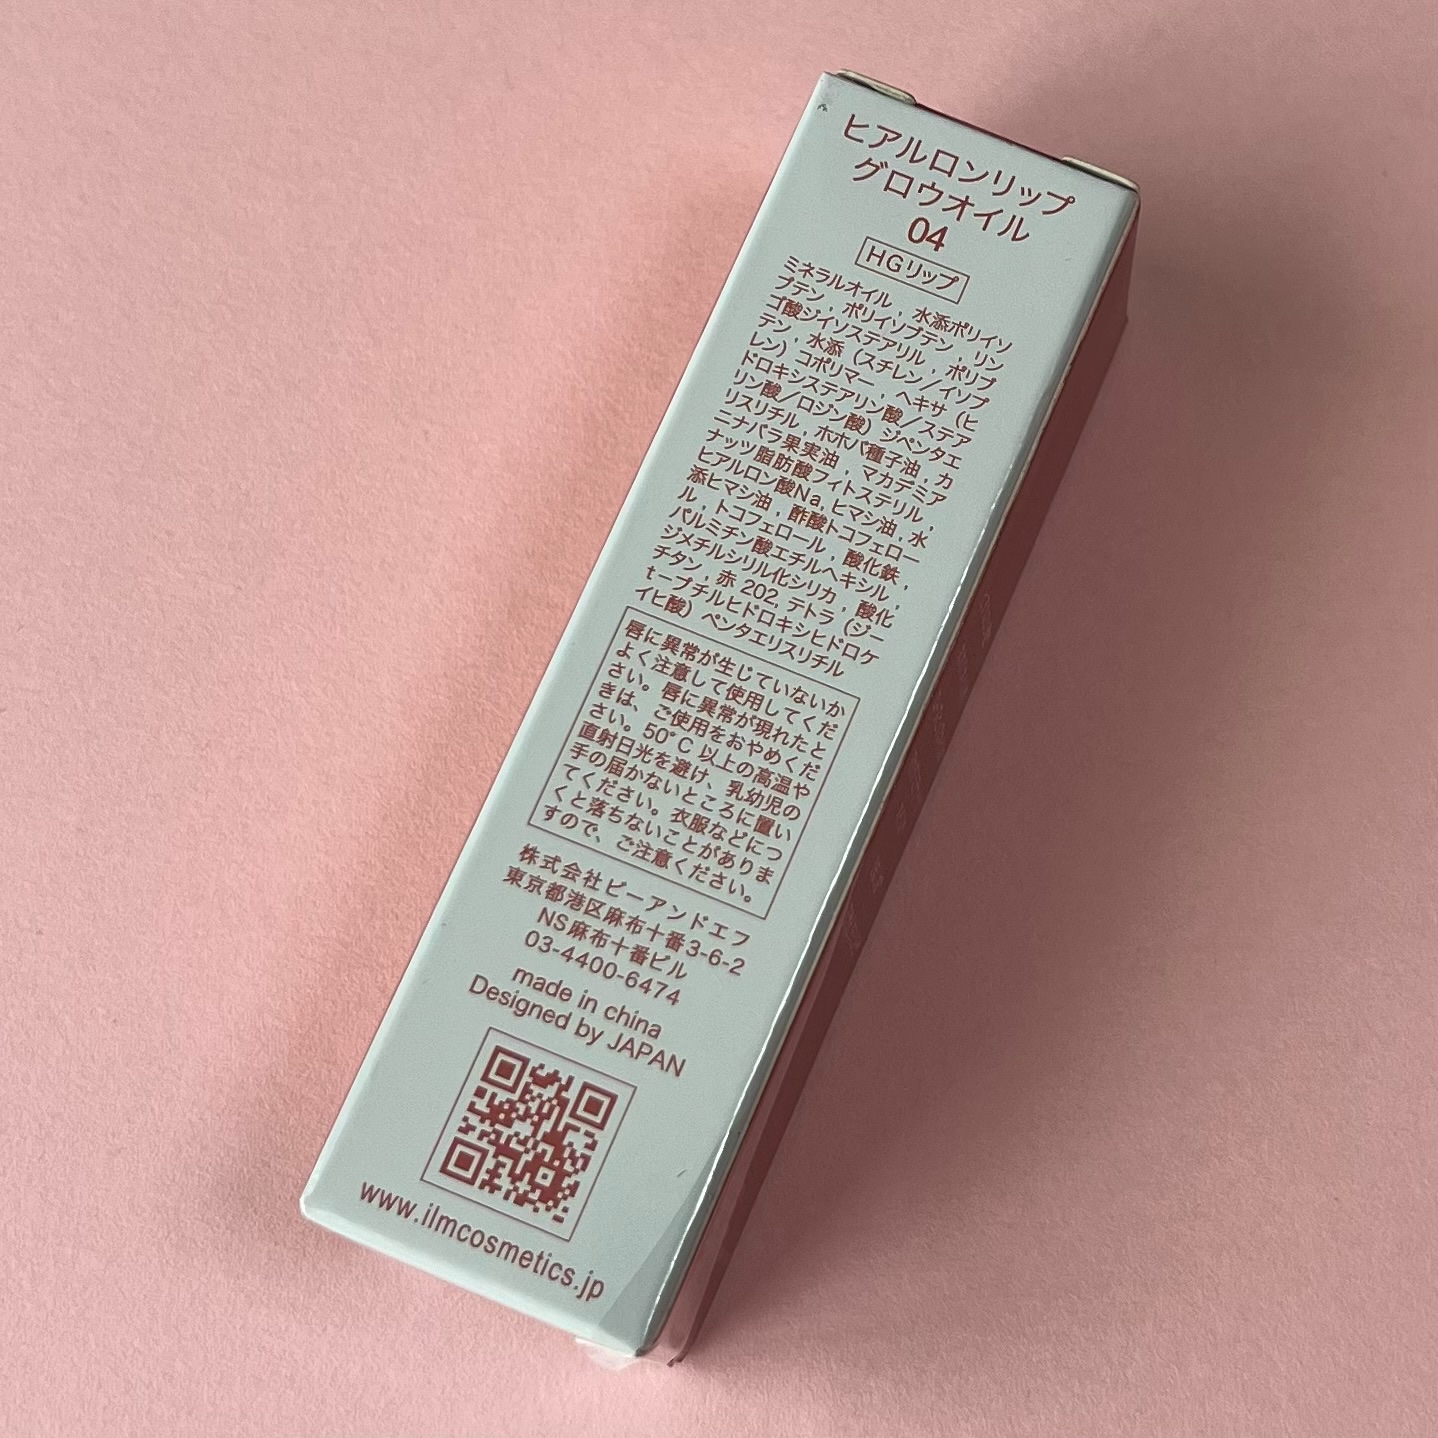 ヒアルロンリップ
グロウオイル
04
HGリップ
ミネラルオイル , 水添ポリイソ
ブテン , ポリイソブテン , リン
ゴ酸ジイソステアリル , ポリブ
テン , 水添 (スチレン/イソプ
レン) コポリマー , ヘキサ (ヒ
ドロキシステアリン酸/ステア
リン酸/ロジン酸) ジペンタエ
リスリチル , ホホバ種子油 , カ
ニナバラ果実油 , マカデミア
ナッツ脂肪酸フィトステリル ,
ヒアルロン酸Na, ヒマシ油 , 水
添ヒマシ油 , 酢酸トコフェロー
ル , トコフェロール , 酸化鉄 ,
パルミチン酸エチルヘキシル ,
ジメチルシリル化シリカ , 酸化
チタン , 赤 202, テトラ (ジー
t-ブチルヒドロキシヒドロケ
イヒ酸) ペンタエリスリチル
唇に異常が生じていないか
よく注意して使用してくだ
さい。唇に異常が現れたと
きは、ご使用をおやめくだ
さい。50°C 以上の高温や
直射日光を避け、乳幼児の
手の届かないところに置い
てください。衣服などにつ
くと落ちないことがありま
すので、ご注意ください。
株式会社ビーアンドエフ
東京都港区麻布十番3-6-2
NS麻布十番ビル
03-4400-6474
made in china
Designed by JAPAN
www.ilmcosmetics.jp